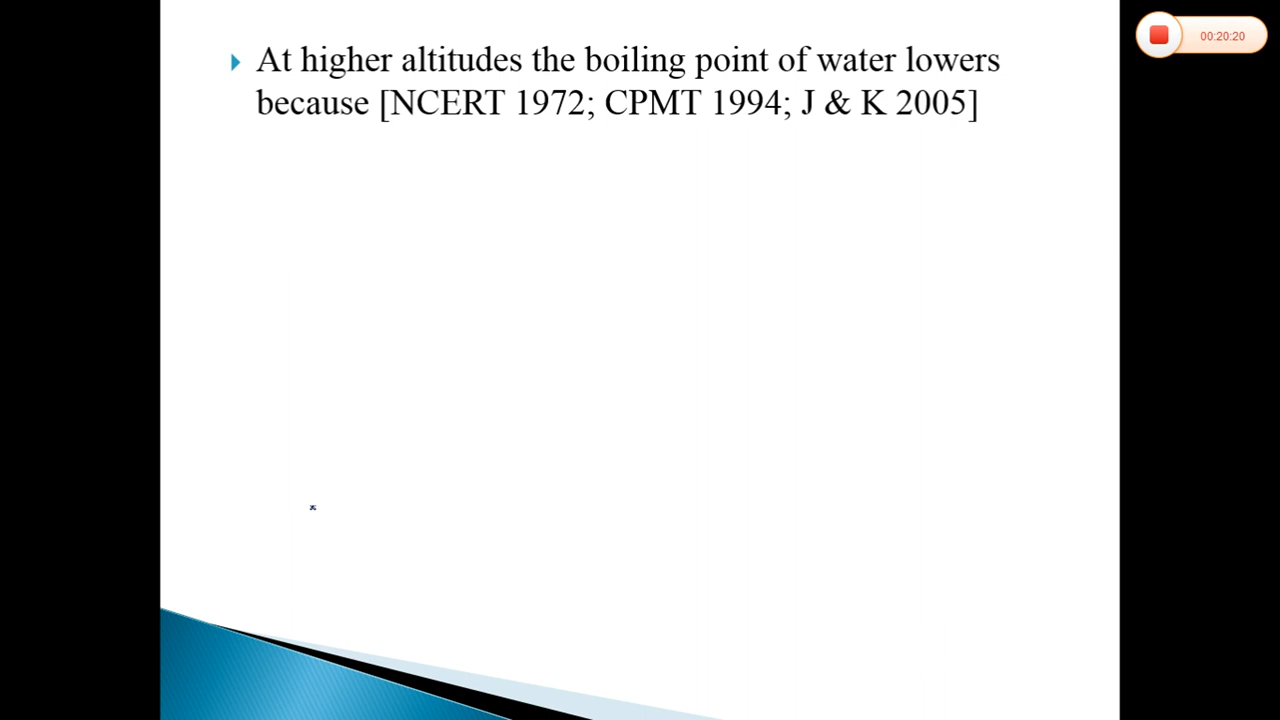 00:20:20
At higher altitudes the boiling point of water lowers
because [NCERT 1972; CPMT 1994; J & K 2005]